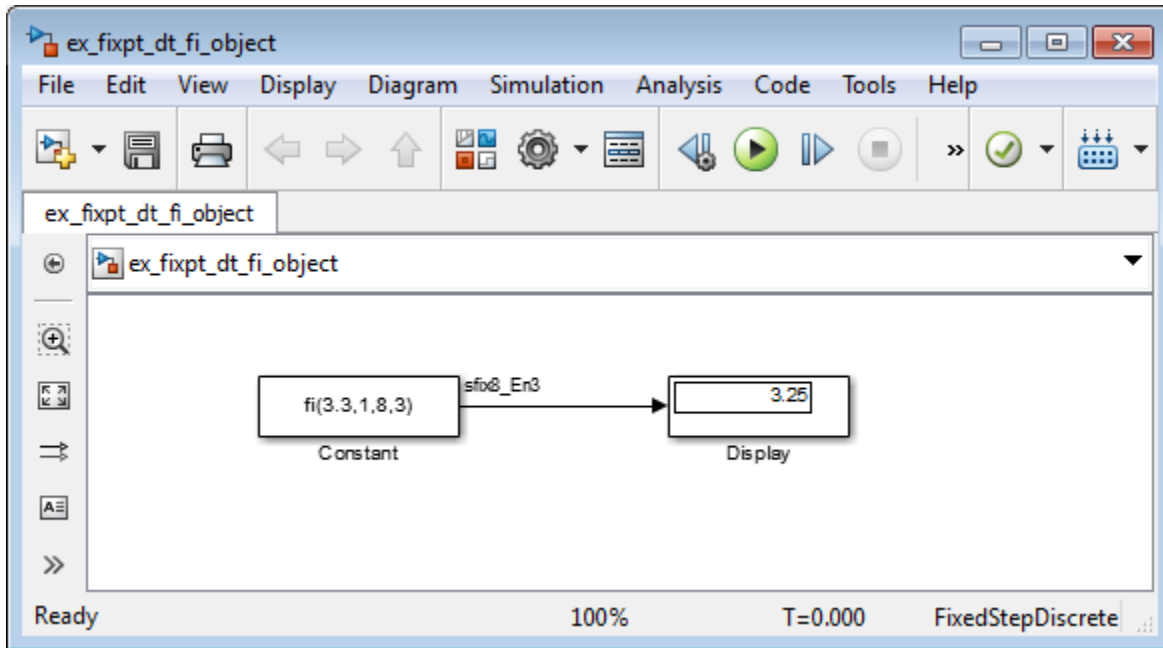 ex_fixpt_dt_fi_object
File Edit View Display Diagram Simulation Analysis Code Tools Help
ex_fixpt_dt_fi_object
ex_fixpt_dt_fi_object
fi(3.3,1,8,3)
sfix8_En3
3.25
Constant
Display
Ready 100% T=0.000 FixedStepDiscrete